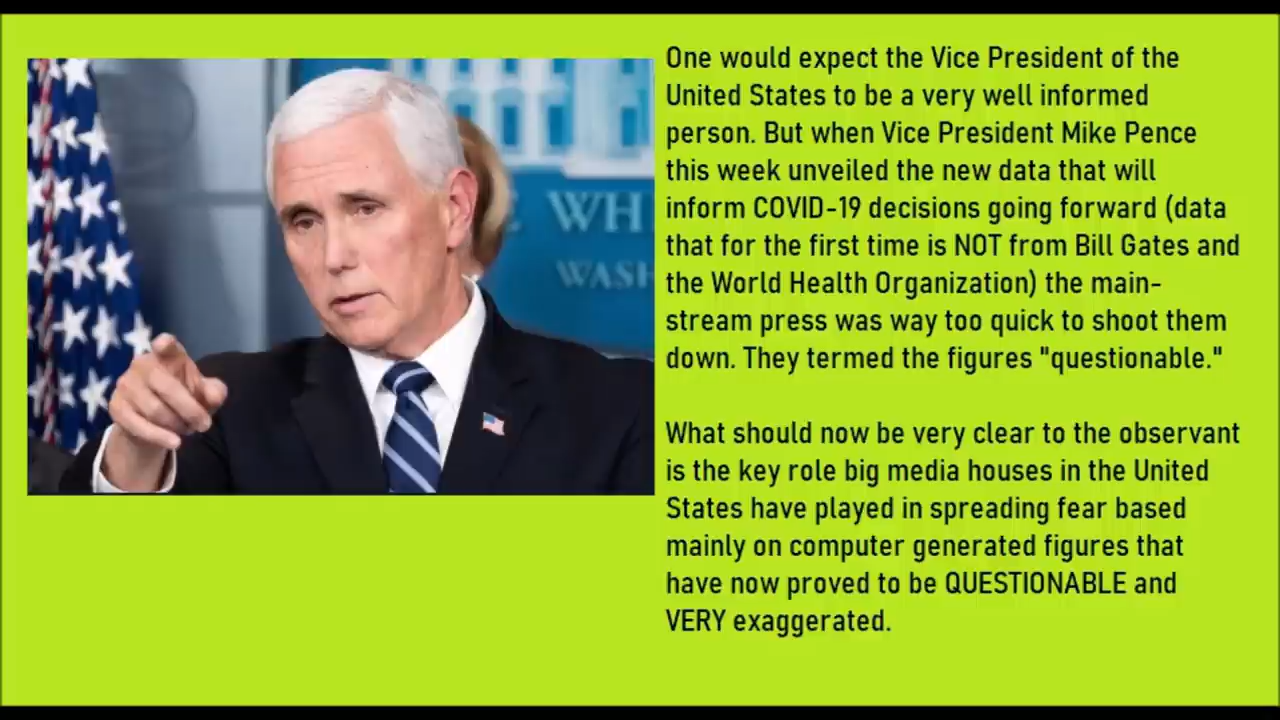 One would expect the Vice President of the
United States to be a very well informed
person. But when Vice President Mike Pence
this week unveiled the new data that will
inform COVID-19 decisions going forward (data
that for the first time is NOT from Bill Gates and
the World Health Organization) the main-
stream press was way too quick to shoot them
down. They termed the figures "questionable."
What should now be very clear to the observant
is the key role big media houses in the United
States have played in spreading fear based
mainly on computer generated figures that
have now proved to be QUESTIONABLE and
VERY exaggerated.
E WH
WASH